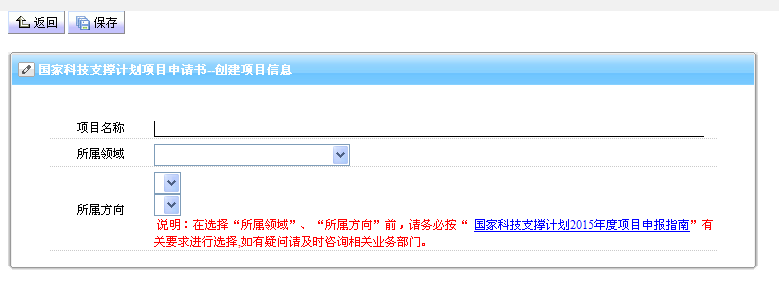 返回 保存
国家科技支撑计划项目申请书--创建项目信息
项目名称
所属领域
所属方向
说明：在选择“所属领域”、“所属方向”前，请务必按“ 国家科技支撑计划2015年度项目申报指南”有
关要求进行选择,如有疑问请及时咨询相关业务部门。